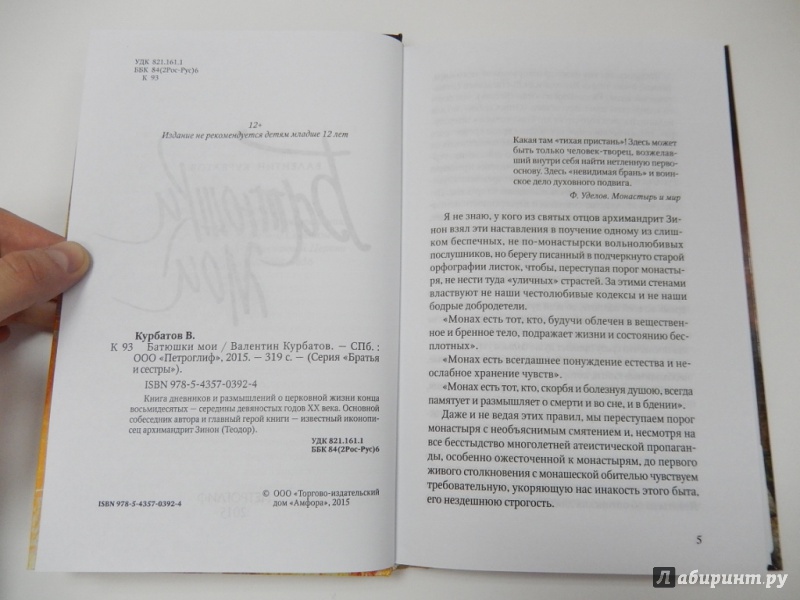 УДК 821.161.1
ББК 84(2Рос-Рус)6
К 93
12+
Издание не рекомендуется детям младше 12 лет
Курбатов В.
К 93 Батюшки мои / Валентин Курбатов. — СПб. :
ООО «Петроглиф», 2015. — 319 с. — (Серия «Братья
и сестры»).
ISBN 978-5-4357-0392-4
Книга дневников и размышлений о церковной жизни конца
восьмидесятых — середины девяностых годов XX века. Основной
собеседник автора и главный герой книги — известный иконопи-
сец архимандрит Зинон (Теодор).
УДК 821.161.1
ББК 84(2Рос-Рус)6
ISBN 978-5-4357-0392-4
© ООО «Торгово-издательский
дом «Амфора», 2015
Какая там «тихая пристань»! Здесь может
быть только человек-творец, возжелав-
ший внутри себя найти нетленную перво-
основу. Здесь «невидимая брань» и воин-
ское дело духовного подвига.
Ф. Уделов. Монастырь и мир
Я не знаю, у кого из святых отцов архимандрит Зи-
нон взял эти наставления в поучение одному из слиш-
ком беспечных, не по-монастырски вольнолюбивых
послушников, но берегу писанный в подчеркнуто старой
орфографии листок, чтобы, переступая порог монасты-
ря, не нести туда «уличных» страстей. За этими стенами
властвуют не наши честолюбивые кодексы и не наши
бодрые добродетели.
«Монах есть тот, кто, будучи облечен в вещественное
и бренное тело, подражает жизни и состоянию бес-
плотных».
«Монах есть всегдашнее понуждение естества и не-
ослабное хранение чувств».
«Монах есть тот, кто, скорбя и болезнуя душою, всегда
памятует и размышляет о смерти и во сне, и в бдении».
Даже и не ведая этих правил, мы переступаем порог
монастыря с необъяснимым смятением и, несмотря на
все бесстыдство многолетней атеистической пропаган-
ды, особенно ожесточенной к монастырям, до первого
живого столкновения с монашеской обителью чувствуем
требовательную, укоряющую нас инакость этого быта,
его нездешнюю строгость.
5
Лабиринт.ру